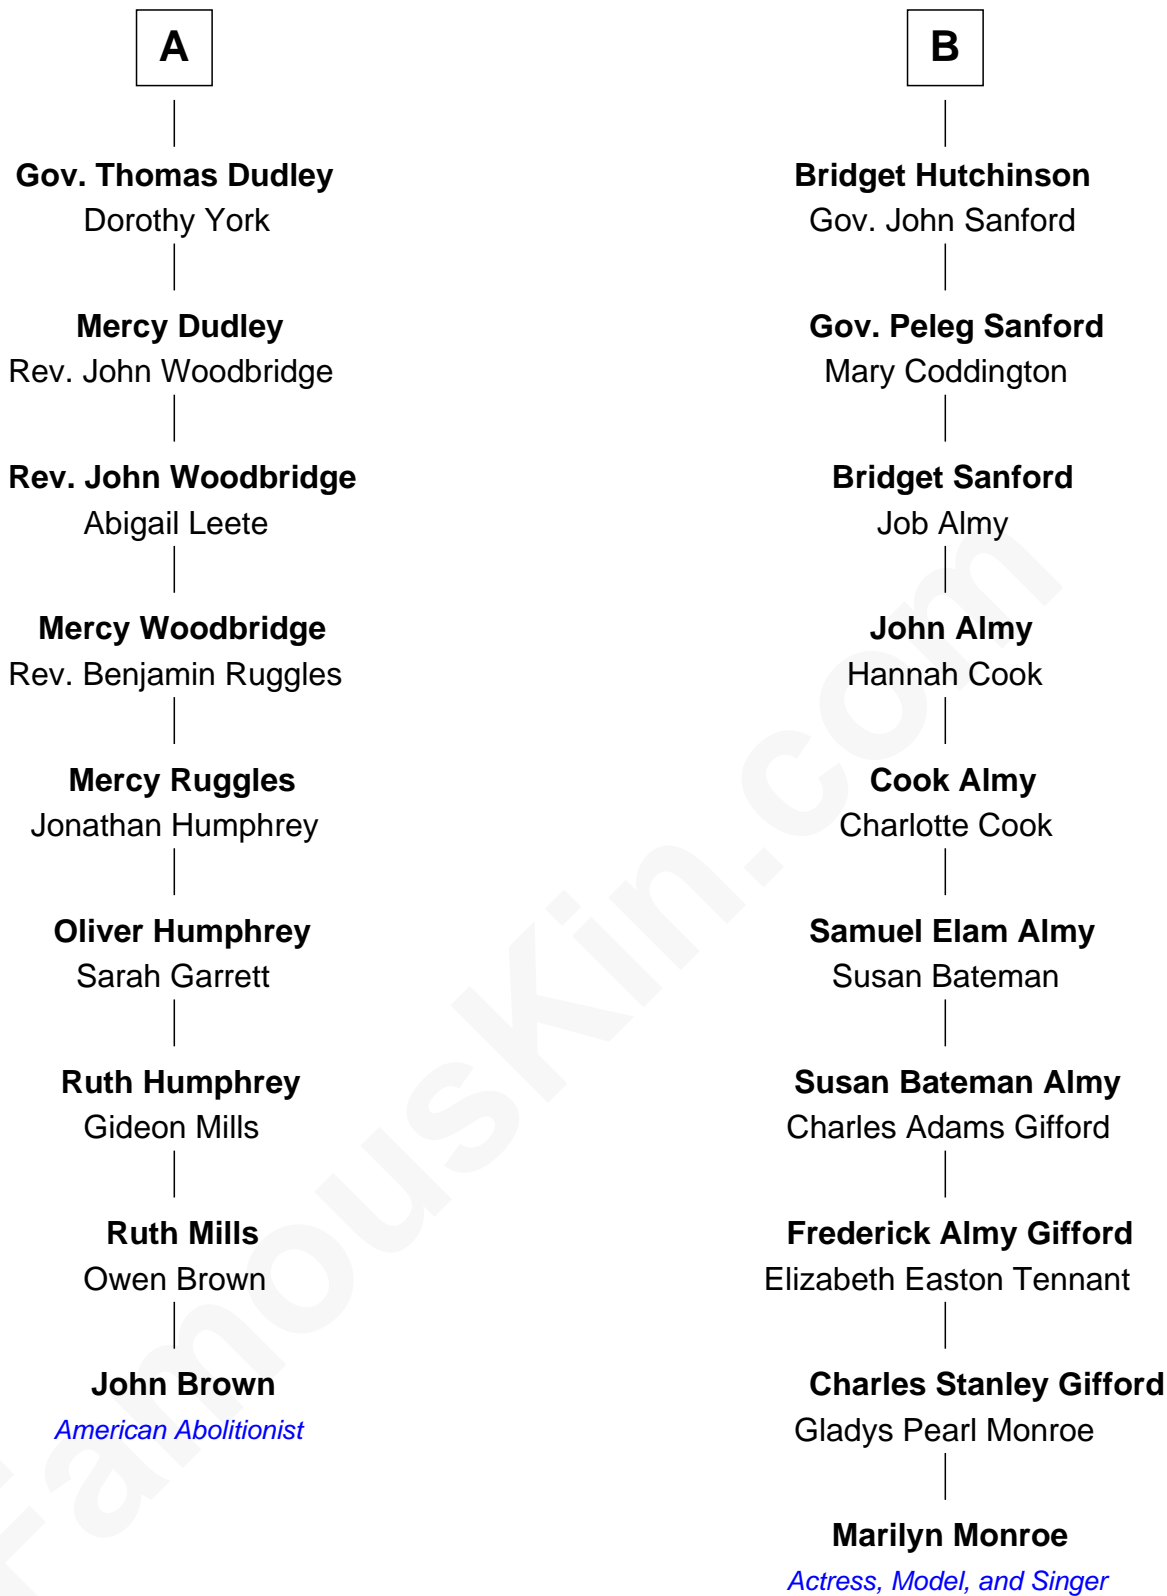 A
Gov. Thomas Dudley
Dorothy York
Mercy Dudley
Rev. John Woodbridge
Rev. John Woodbridge
Abigail Leete
Mercy Woodbridge
Rev. Benjamin Ruggles
Mercy Ruggles
Jonathan Humphrey
Oliver Humphrey
Sarah Garrett
Ruth Humphrey
Gideon Mills
Ruth Mills
Owen Brown
John Brown
American Abolitionist
B
Bridget Hutchinson
Gov. John Sanford
Gov. Peleg Sanford
Mary Coddington
Bridget Sanford
Job Almy
John Almy
Hannah Cook
Cook Almy
Charlotte Cook
Samuel Elam Almy
Susan Bateman
Susan Bateman Almy
Charles Adams Gifford
Frederick Almy Gifford
Elizabeth Easton Tennant
Charles Stanley Gifford
Gladys Pearl Monroe
Marilyn Monroe
Actress, Model, and Singer
FamousKin.com